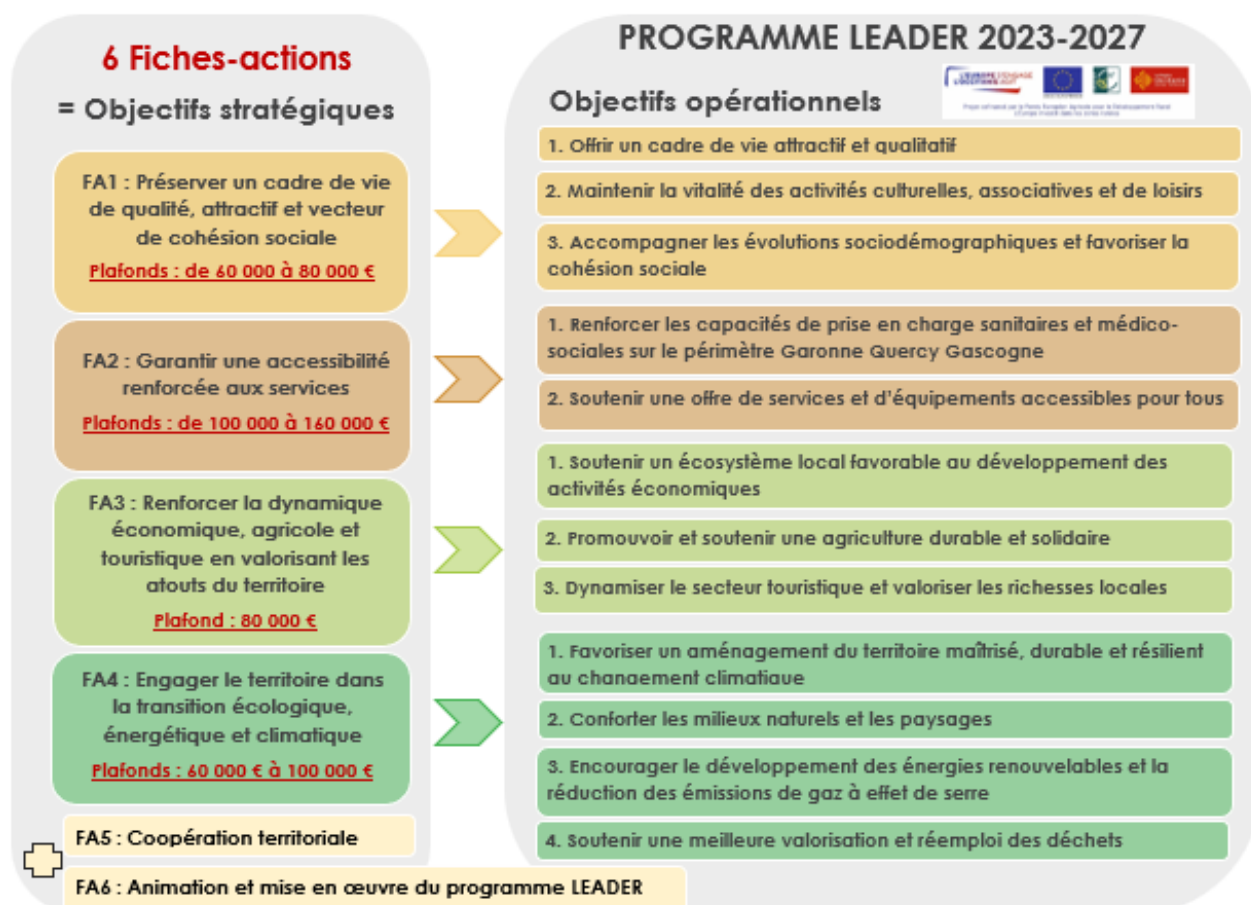 6 Fiches-actions
= Objectifs stratégiques
FA1 : Préserver un cadre de vie
de qualité, attractif et vecteur
de cohésion sociale
Plafonds : de 60 000 à 80 000 €
FA2 : Garantir une accessibilité
renforcée aux services
Plafonds : de 100 000 à 160 000 €
FA3 : Renforcer la dynamique
économique, agricole et
touristique en valorisant les
atouts du territoire
Plafond : 80 000 €
FA4 : Engager le territoire dans
la transition écologique,
énergétique et climatique
Plafonds : 60 000 € à 100 000 €
FA5 : Coopération territoriale
FA6 : Animation et mise en œuvre du programme LEADER
PROGRAMME LEADER 2023-2027
Objectifs opérationnels
L'EUROPE S'ENGAGE
1. Offrir un cadre de vie attractif et qualitatif
2. Maintenir la vitalité des activités culturelles, associatives et de loisirs
3. Accompagner les évolutions sociodémographiques et favoriser la
cohésion sociale
1. Renforcer les capacités de prise en charge sanitaires et médico-
sociales sur le périmètre Garonne Quercy Gascogne
2. Soutenir une offre de services et d'équipements accessibles pour tous
1. Soutenir un écosystème local favorable au développement des
activités économiques
2. Promouvoir et soutenir une agriculture durable et solidaire
3. Dynamiser le secteur touristique et valoriser les richesses locales
1. Favoriser un aménagement du territoire maîtrisé, durable et résilient
au changement climatique
2. Conforter les milieux naturels et les paysages
3. Encourager le développement des énergies renouvelables et la
réduction des émissions de gaz à effet de serre
4. Soutenir une meilleure valorisation et réemploi des déchets